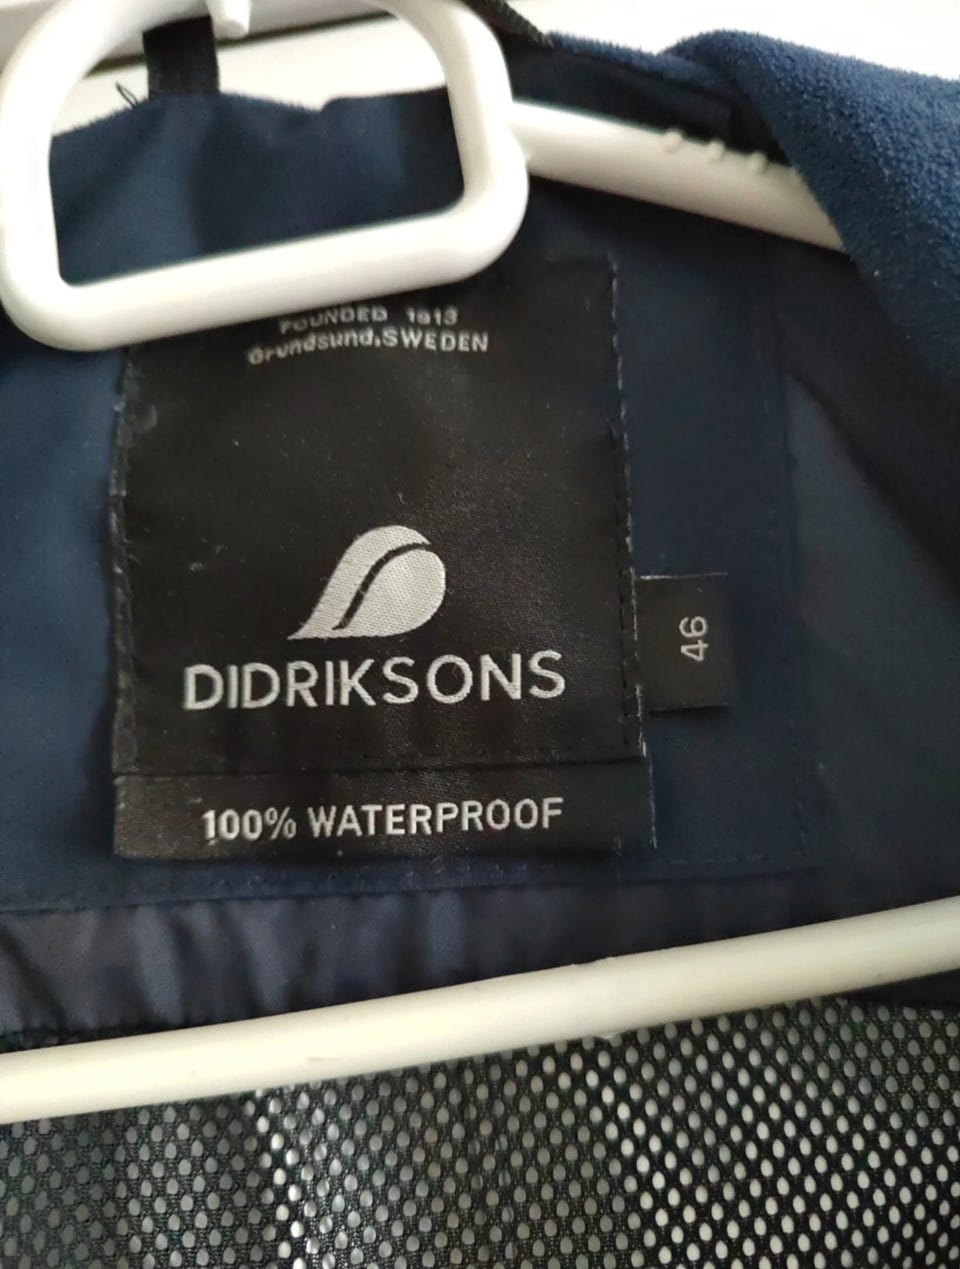 FOUNDED 1913
Grundsund,SWEDEN
DIDRIKSONS
46
100% WATERPROOF